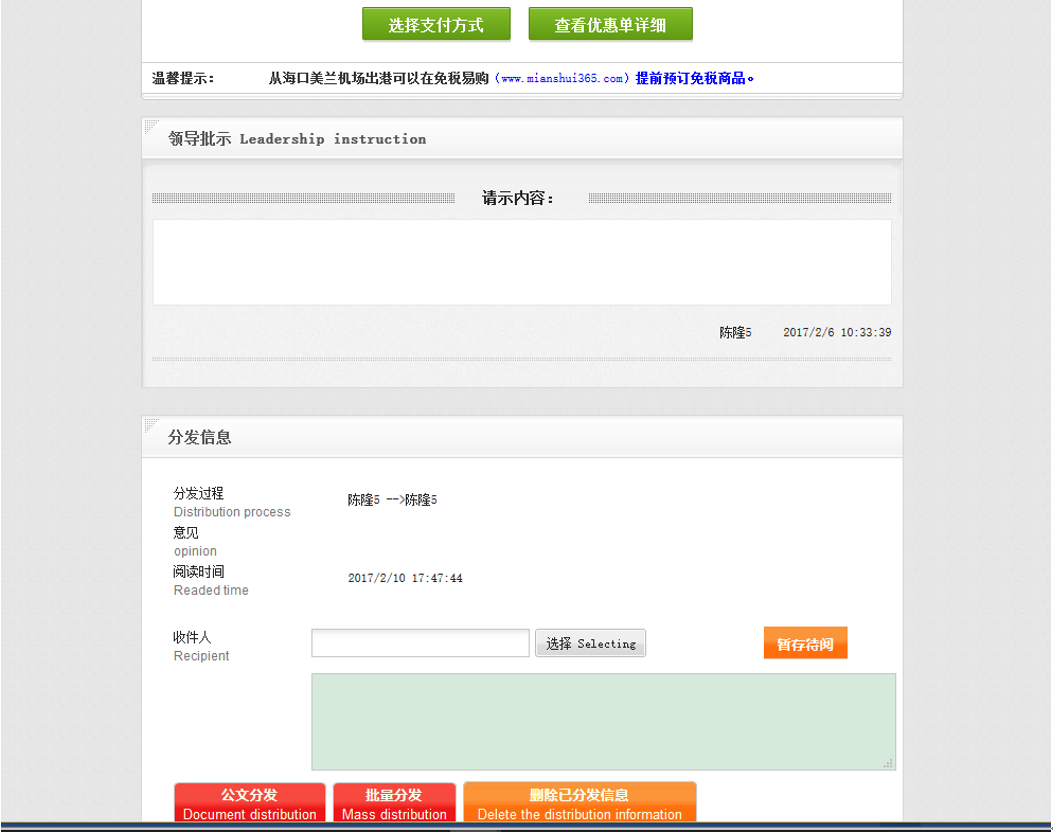 选择支付方式 查看优惠单详细
温馨提示： 从海口美兰机场出港可以在免税易购（www.mianshui365.com）提前预订免税商品。
领导批示 Leadership instruction
请示内容：
陈隆5 2017/2/6 10:33:39
分发信息
分发过程
Distribution process
陈隆5 -->陈隆5
意见
opinion
阅读时间
Readed time
2017/2/10 17:47:44
收件人
Recipient
选择 Selecting
暂存待阅
公文分发
Document distribution
批量分发
Mass distribution
删除已分发信息
Delete the distribution information